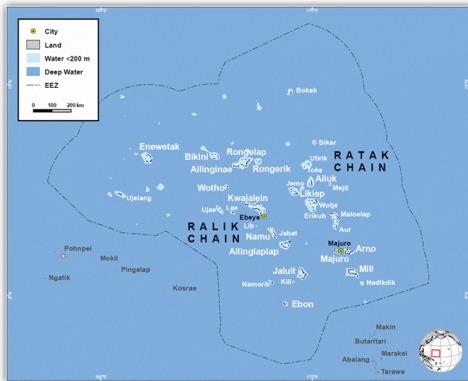 City
Land
Water <200 m
Deep Water
EEZ
0 100 200 km
Bokak
Enewetak
Bikini
Rongelap
Ailinginae
Rongerik
Bikar
Utirik
Toke
RATAK
CHAIN
Ailuk
Mejit
Jemo
Likiep
Wotje
Erikub
Maloelap
Aur
Ujelang
Wotho
Kwajalein
Ujae
Lae
Ebeye
Lib
RALIK
CHAIN
Namu
Jabat
Ailinglaplap
Majuro
Arno
Majuro
Jaluit
Mili
Namorik
Kili
Nadikdik
Ebon
Pohnpei
Ngatik
Mokil
Pingelap
Kosrae
Makin
Butaritari
Marakei
Abaiang
Tarawa